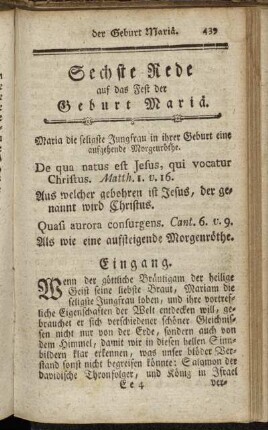 der Geburt Mariä. 439
Sechste Rede
auf das Fest der
Geburt Mariä.
Maria die seligste Jungfrau in ihrer Geburt eine
aufgehende Morgenröthe.
De qua natus est Jesus, qui vocatur
Christus. Matth. 1. v. 16.
Aus welcher gebohren ist Jesus, der ge-
nannt wird Christus.
Quasi aurora consurgens. Cant. 6. v. 9.
Als wie eine aufsteigende Morgenröthe.
Eingang.
Wenn der göttliche Bräutigam der heilige
Geist seine liebste Braut, Mariam die
seligste Jungfrau loben, und ihre vortref-
liche Eigenschaften der Welt entdecken will, ge-
brauchet er sich verschiedener schöner Gleichnis-
sen nicht nur von der Erde, sondern auch von
dem Himmel, damit wir in diesen hellen Sinn-
bildern klar erkennen, was unser blöder Ver-
stand sonst nicht begreifen könnte: Salomon der
davidische Thronfolger, und König in Israel
Ee 4 ver-